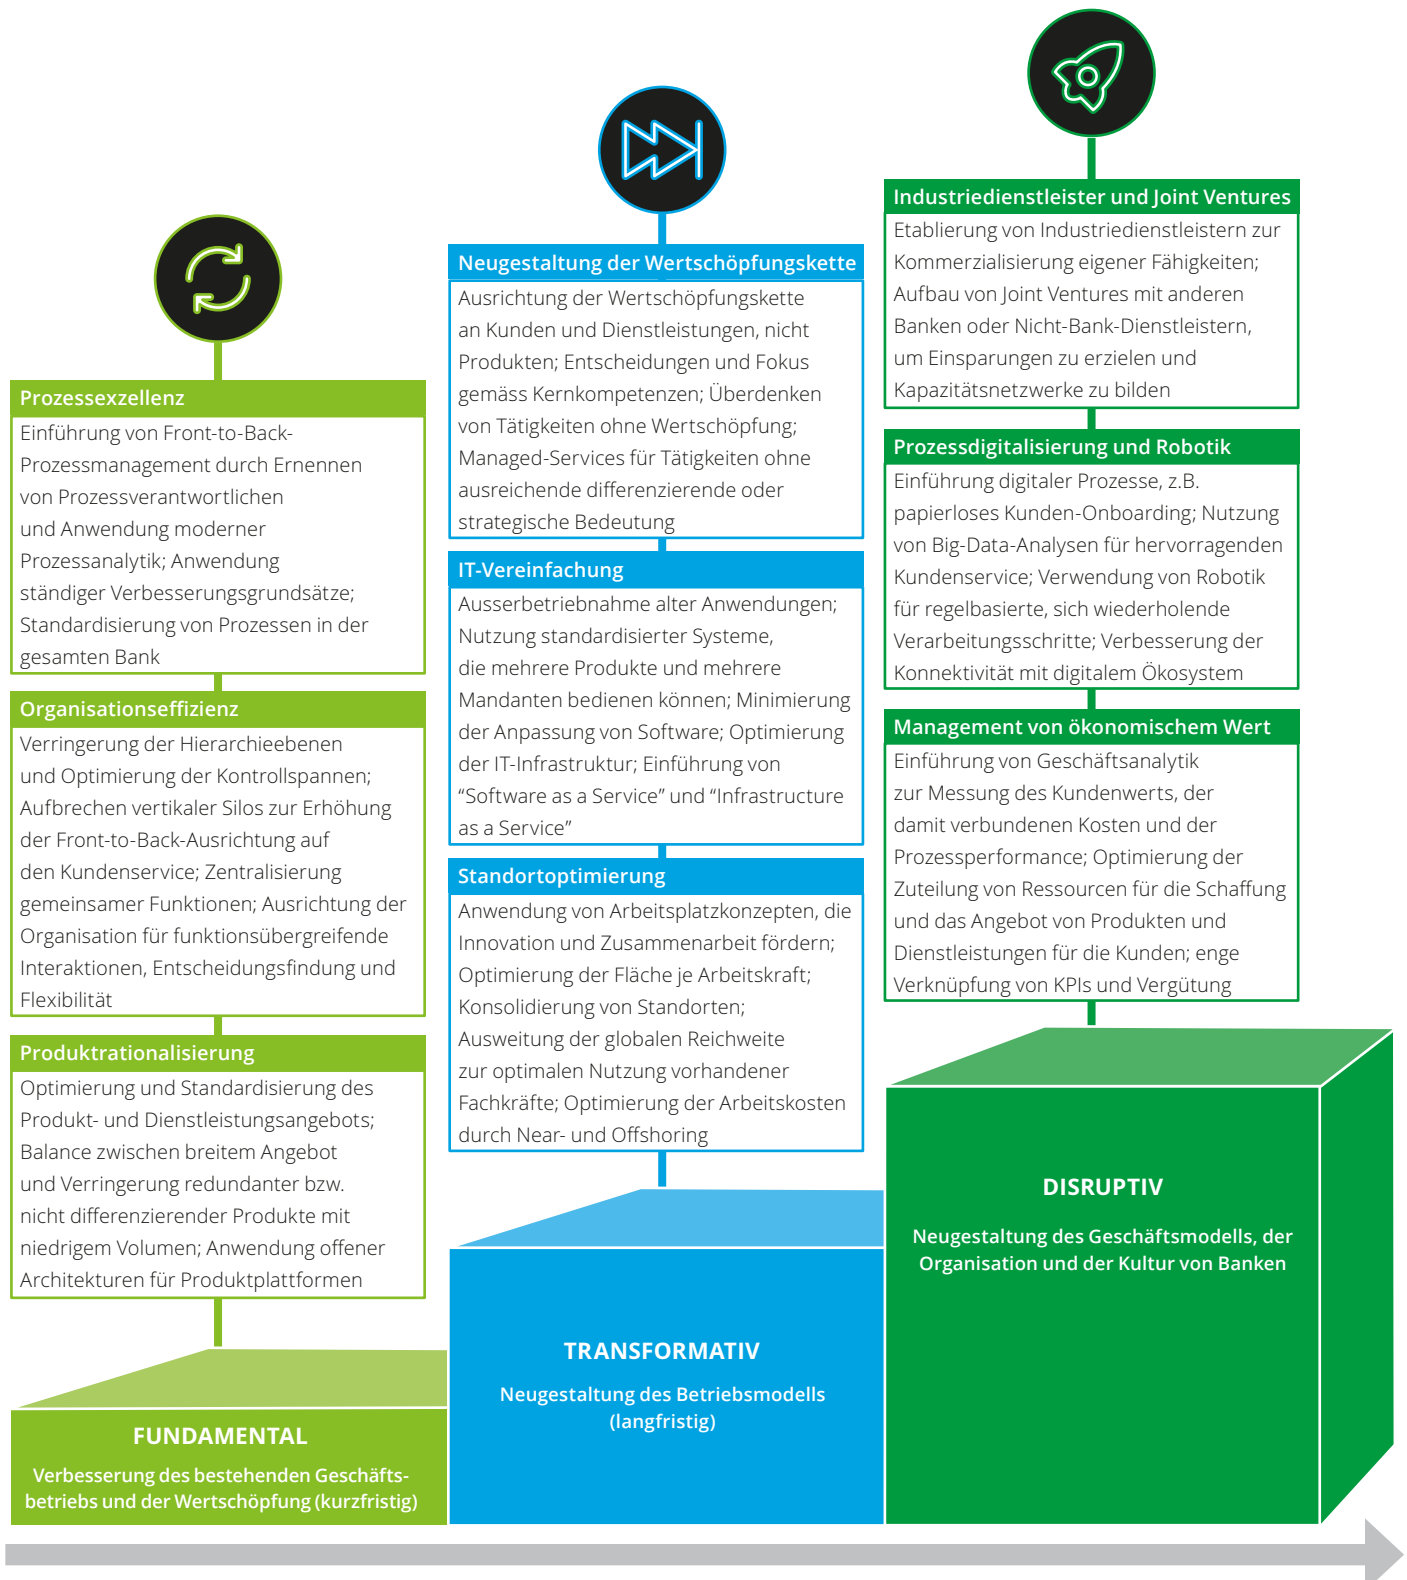 Prozessexzellenz
Einführung von Front-to-Back-
Prozessmanagement durch Ernennen
von Prozessverantwortlichen
und Anwendung moderner
Prozessanalytik; Anwendung
ständiger Verbesserungsgrundsätze;
Standardisierung von Prozessen in der
gesamten Bank
Organisationseffizienz
Verringerung der Hierarchieebenen
und Optimierung der Kontrollspannen;
Aufbrechen vertikaler Silos zur Erhöhung
der Front-to-Back-Ausrichtung auf
den Kundenservice; Zentralisierung
gemeinsamer Funktionen; Ausrichtung der
Organisation für funktionsübergreifende
Interaktionen, Entscheidungsfindung und
Flexibilität
Produktrationalisierung
Optimierung und Standardisierung des
Produkt- und Dienstleistungsangebots;
Balance zwischen breitem Angebot
und Verringerung redundanter bzw.
nicht differenzierender Produkte mit
niedrigem Volumen; Anwendung offener
Architekturen für Produktplattformen
FUNDAMENTAL
Verbesserung des bestehenden Geschäfts-
betriebs und der Wertschöpfung (kurzfristig)
Neugestaltung der Wertschöpfungskette
Ausrichtung der Wertschöpfungskette
an Kunden und Dienstleistungen, nicht
Produkten; Entscheidungen und Fokus
gemäss Kernkompetenzen; Überdenken
von Tätigkeiten ohne Wertschöpfung;
Managed-Services für Tätigkeiten ohne
ausreichende differenzierende oder
strategische Bedeutung
IT-Vereinfachung
Ausserbetriebnahme alter Anwendungen;
Nutzung standardisierter Systeme,
die mehrere Produkte und mehrere
Mandanten bedienen können; Minimierung
der Anpassung von Software; Optimierung
der IT-Infrastruktur; Einführung von
“Software as a Service” und “Infrastructure
as a Service”
Standortoptimierung
Anwendung von Arbeitsplatzkonzepten, die
Innovation und Zusammenarbeit fördern;
Optimierung der Fläche je Arbeitskraft;
Konsolidierung von Standorten;
Ausweitung der globalen Reichweite
zur optimalen Nutzung vorhandener
Fachkräfte; Optimierung der Arbeitskosten
durch Near- und Offshoring
TRANSFORMATIV
Neugestaltung des Betriebsmodells
(langfristig)
Industriedienstleister und Joint Ventures
Etablierung von Industriedienstleistern zur
Kommerzialisierung eigener Fähigkeiten;
Aufbau von Joint Ventures mit anderen
Banken oder Nicht-Bank-Dienstleistern,
um Einsparungen zu erzielen und
Kapazitätsnetzwerke zu bilden
Prozessdigitalisierung und Robotik
Einführung digitaler Prozesse, z.B.
papierloses Kunden-Onboarding; Nutzung
von Big-Data-Analysen für hervorragenden
Kundenservice; Verwendung von Robotik
für regelbasierte, sich wiederholende
Verarbeitungsschritte; Verbesserung der
Konnektivität mit digitalem Ökosystem
Management von ökonomischem Wert
Einführung von Geschäftsanalytik
zur Messung des Kundenwerts, der
damit verbundenen Kosten und der
Prozessperformance; Optimierung der
Zuteilung von Ressourcen für die Schaffung
und das Angebot von Produkten und
Dienstleistungen für die Kunden; enge
Verknüpfung von KPIs und Vergütung
DISRUPTIV
Neugestaltung des Geschäftsmodells, der
Organisation und der Kultur von Banken